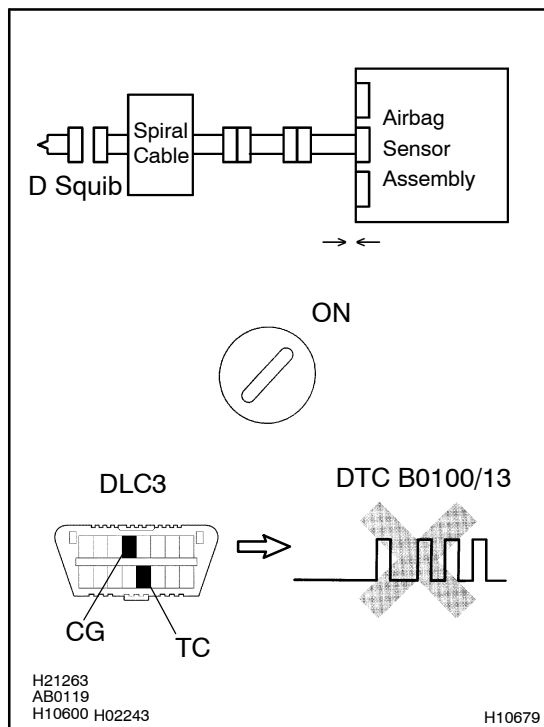 Spiral
Cable
Airbag
Sensor
Assembly
D Squib
ON
DLC3
DTC B0100/13
CG
TC
H21263
AB0119
H10600 H02243
H10679